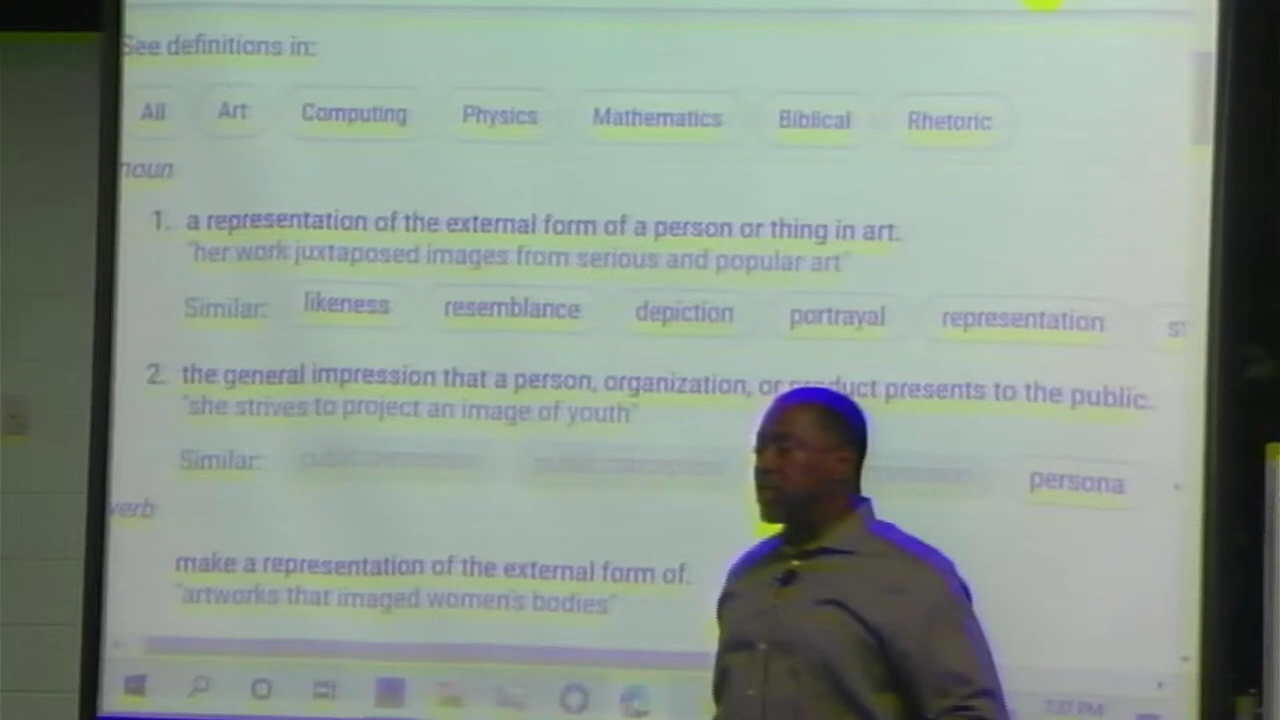 See definitions in:
All Art Computing Physics Mathematics Biblical Rhetoric
noun
1. a representation of the external form of a person or thing in art.
"her work juxtaposed images from serious and popular art"
Similar: likeness resemblance depiction portrayal representation
2. the general impression that a person, organization, or product presents to the public.
"she strives to project an image of youth"
Similar: persona
verb
make a representation of the external form of.
"artworks that imaged women's bodies"
7:37 PM